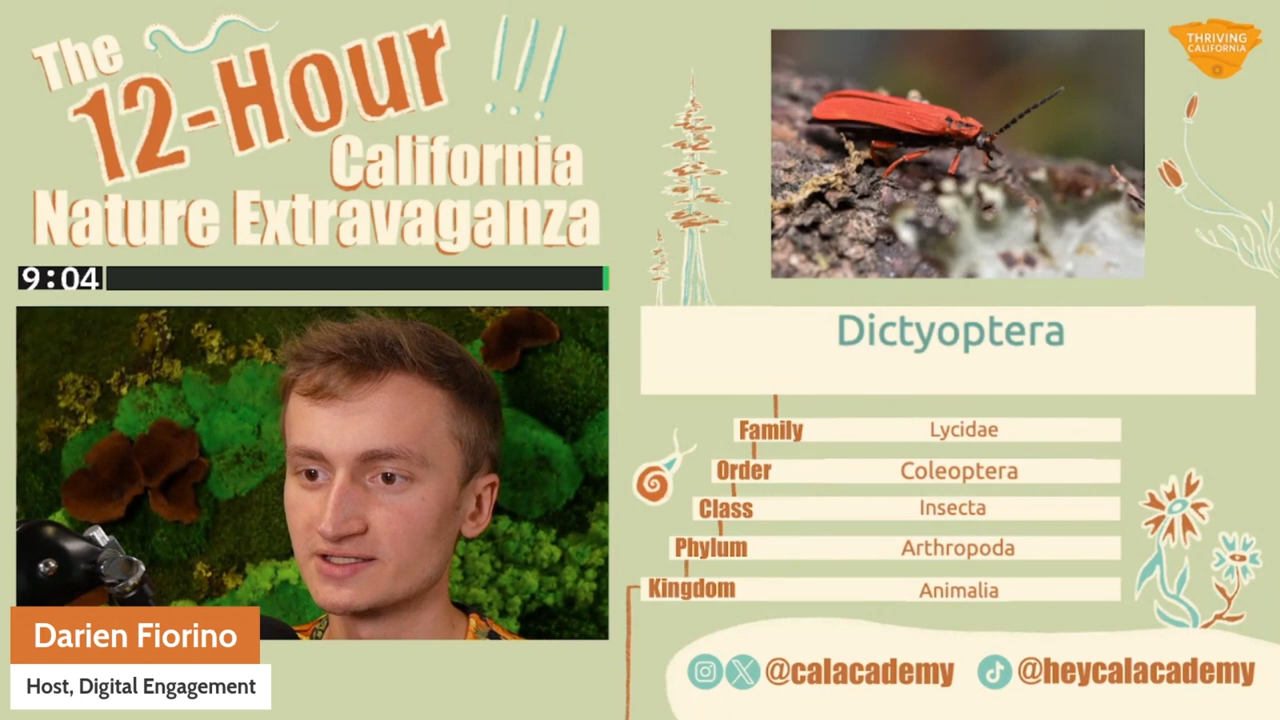 The
12-Hour !!!
California
Nature Extravaganza
9:04
THRIVING
CALIFORNIA
Dictyoptera
Family Lycidae
Order Coleoptera
Class Insecta
Phylum Arthropoda
Kingdom Animalia
Darien Fiorino
Host, Digital Engagement
@calacademy @heycalacademy